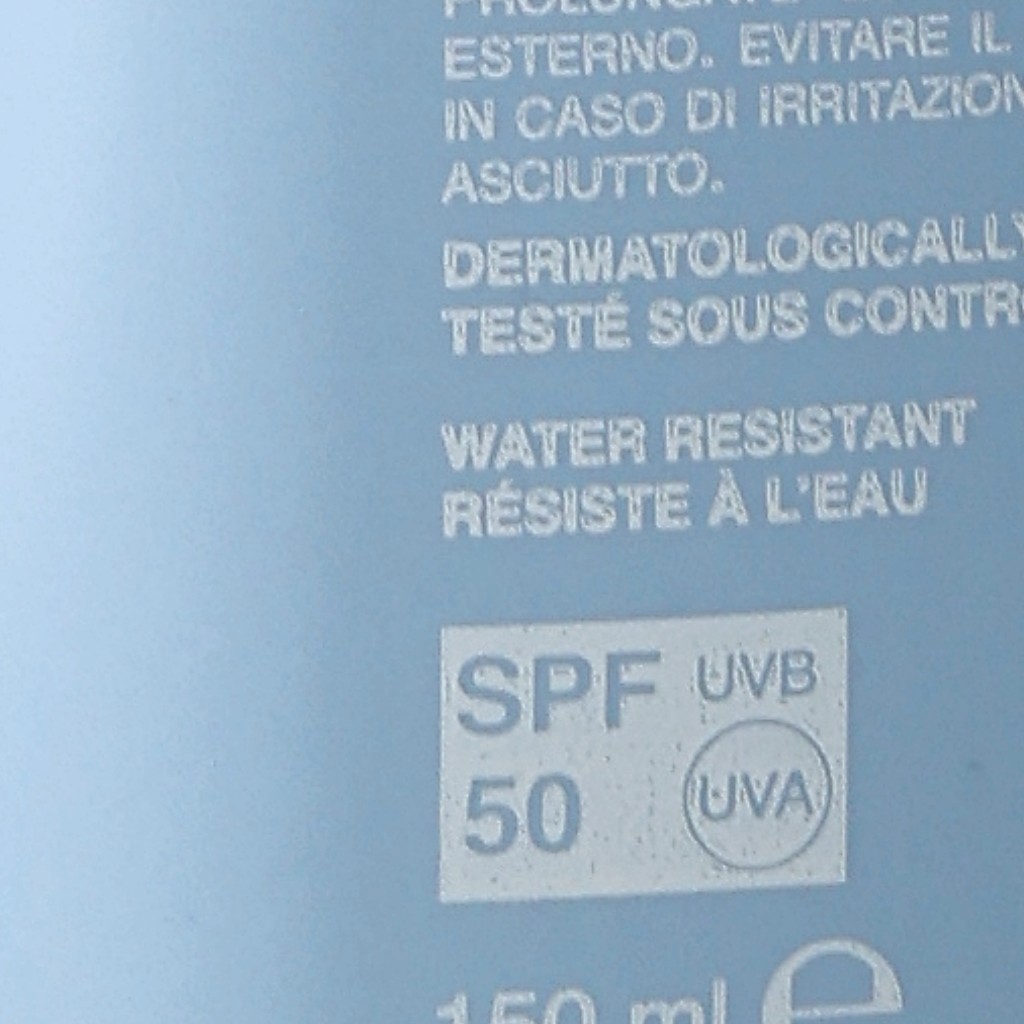 ESTERNO. EVITARE IL
IN CASO DI IRRITAZION
ASCIUTTO.
DERMATOLOGICALLY
TESTÉ SOUS CONTR
WATER RESISTANT
RÉSISTE À L'EAU
SPF UVB
50 UVA
150 ml e